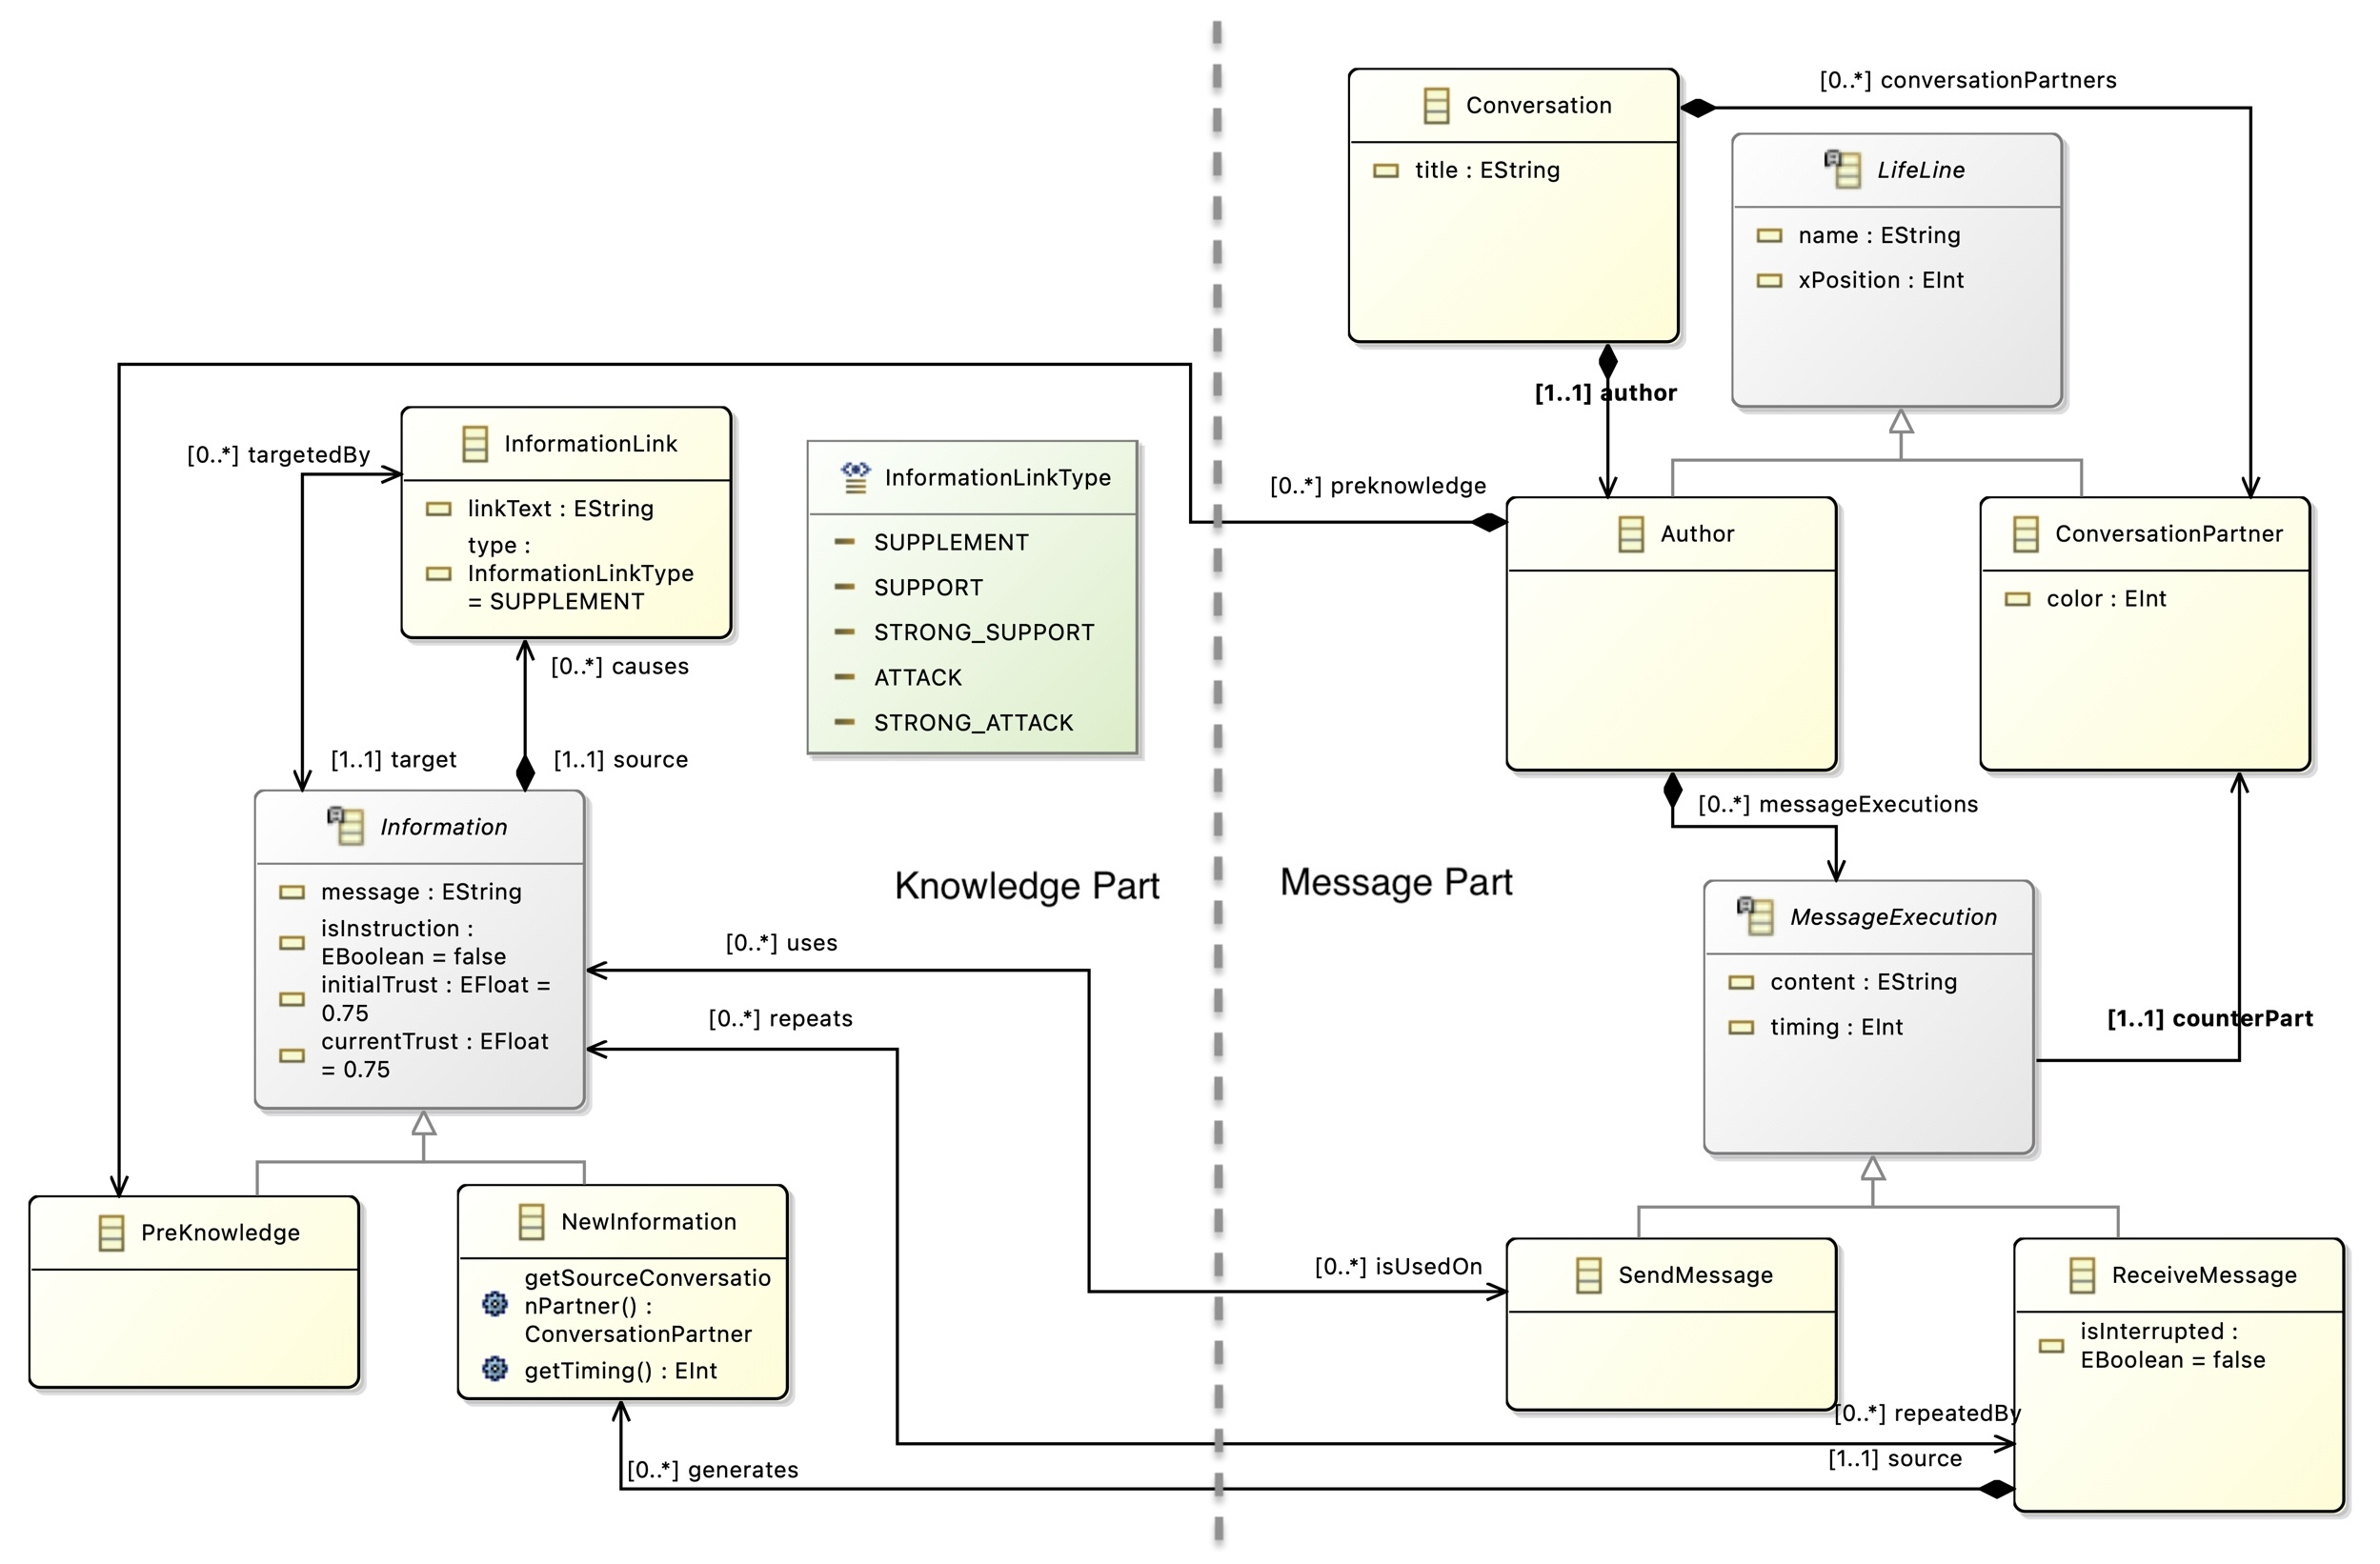 [0..*] conversationPartners
Conversation
title : EString
LifeLine
name : EString
xPosition : EInt
[1..1] author
[0..*] targetedBy
InformationLink
linkText : EString
type :
InformationLinkType
= SUPPLEMENT
InformationLinkType
SUPPLEMENT
SUPPORT
STRONG_SUPPORT
ATTACK
STRONG_ATTACK
[0..*] preknowledge
Author
ConversationPartner
color : EInt
[0..*] causes
[1..1] target
[1..1] source
[0..*] messageExecutions
Information
message : EString
isInstruction :
EBoolean = false
initialTrust : EFloat =
0.75
currentTrust : EFloat
= 0.75
Knowledge Part
Message Part
MessageExecution
content : EString
timing : EInt
[1..1] counterPart
[0..*] uses
[0..*] repeats
PreKnowledge
NewInformation
getSourceConversatio
nPartner() :
ConversationPartner
getTiming() : EInt
[0..*] isUsedOn
SendMessage
ReceiveMessage
isInterrupted :
EBoolean = false
[0..*] repeatedBy
[1..1] source
[0..*] generates